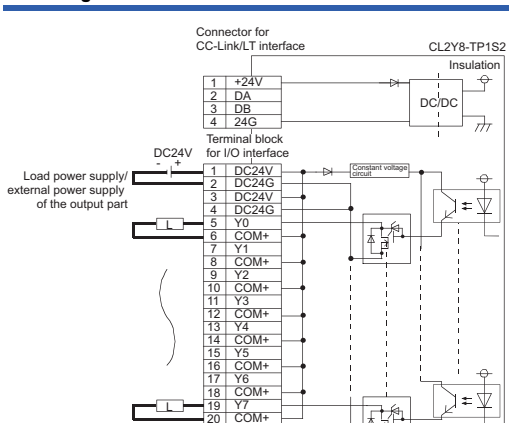 Connector for
CC-Link/LT interface
CL2Y8-TP1S2
Insulation
1 +24V
2 DA
3 DB
4 24G
DC/DC
Terminal block
for I/O interface
DC24V
- +
Load power supply/
external power supply
of the output part
1 DC24V
2 DC24G
3 DC24V
4 DC24G
5 Y0
6 COM+
7 Y1
8 COM+
9 Y2
10 COM+
11 Y3
12 COM+
13 Y4
14 COM+
15 Y5
16 COM+
17 Y6
18 COM+
19 Y7
20 COM+
Constant voltage
circuit
L
L